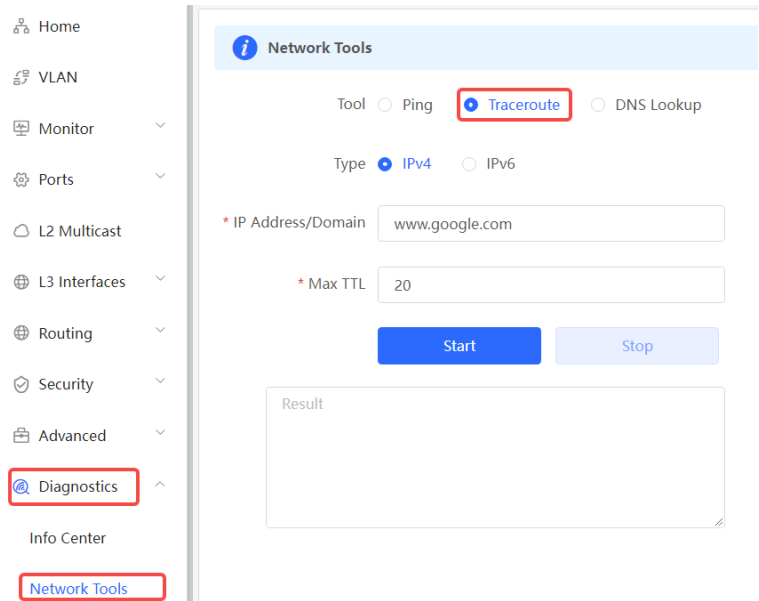 Home
VLAN
Monitor
Ports
L2 Multicast
L3 Interfaces
Routing
Security
Advanced
Diagnostics
Info Center
Network Tools
i Network Tools
Tool Ping Traceroute DNS Lookup
Type IPv4 IPv6
* IP Address/Domain www.google.com
* Max TTL 20
Start Stop
Result